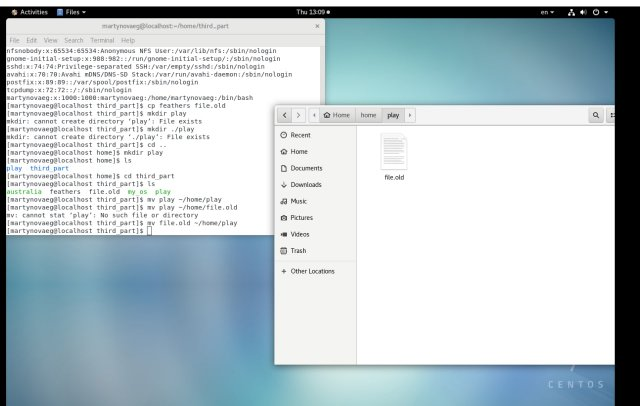 Activities Files Thu 13:09 en
martynovaeg@localhost:~/home/third_part
File Edit View Search Terminal Help
nfsnobody:x:65534:65534:Anonymous NFS User:/var/lib/nfs:/sbin/nologin
gnome-initial-setup:x:988:982::/run/gnome-initial-setup/:/sbin/nologin
sshd:x:74:74:Privilege-separated SSH:/var/empty/sshd:/sbin/nologin
avahi:x:70:70:Avahi mDNS/DNS-SD Stack:/var/run/avahi-daemon:/sbin/nologin
postfix:x:89:89::/var/spool/postfix:/sbin/nologin
tcpdump:x:72:72::/:/sbin/nologin
martynovaeg:x:1000:1000:martynovaeg:/home/martynovaeg:/bin/bash
[martynovaeg@localhost third_part]$ cp feathers file.old
[martynovaeg@localhost third_part]$ mkdir play
mkdir: cannot create directory 'play': File exists
[martynovaeg@localhost third_part]$ mkdir ./play
mkdir: cannot create directory './play': File exists
[martynovaeg@localhost third_part]$ cd ..
[martynovaeg@localhost home]$ mkdir play
[martynovaeg@localhost home]$ ls
play third_part
[martynovaeg@localhost home]$ cd third_part
[martynovaeg@localhost third_part]$ ls
australia feathers file.old my_os play
[martynovaeg@localhost third_part]$ mv play ~/home/play
[martynovaeg@localhost third_part]$ mv play ~/home/file.old
mv: cannot stat 'play': No such file or directory
[martynovaeg@localhost third_part]$ mv file.old ~/home/play
[martynovaeg@localhost third_part]$
Home home play
Recent
Home
Documents
Downloads
Music
Pictures
Videos
Trash
Other Locations
file.old
CENTOS